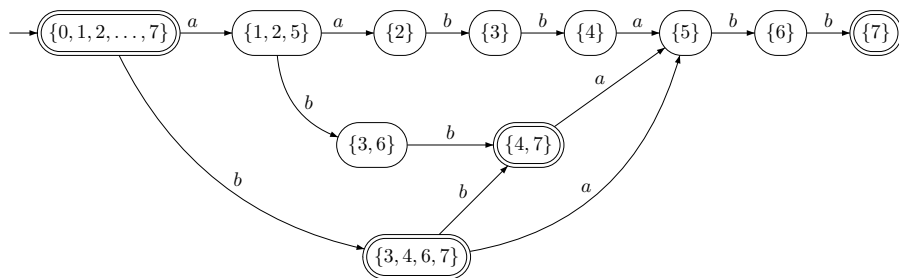 {0, 1, 2, . . . , 7} a {1, 2, 5} a {2} b {3} b {4} a {5} b {6} b {7}
b a
{3, 6} b {4, 7}
b b a
{3, 4, 6, 7}